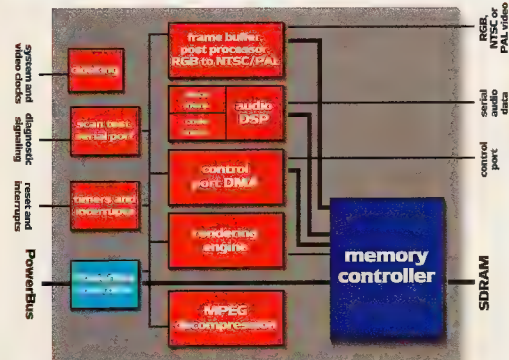 system and
video clocks
diagnostic
signalling
reset and
interrupts
PowerBus
clocking
scan test,
serial port
timers and
interrupts
frame buffer,
post processor,
RGB to NTSC/PAL
audio
DSP
control
port DMA
rendering
engine
MPEG
decompression
memory
controller
RGB,
NTSC or
PAL video
serial
audio
data
control
port
SDRAM